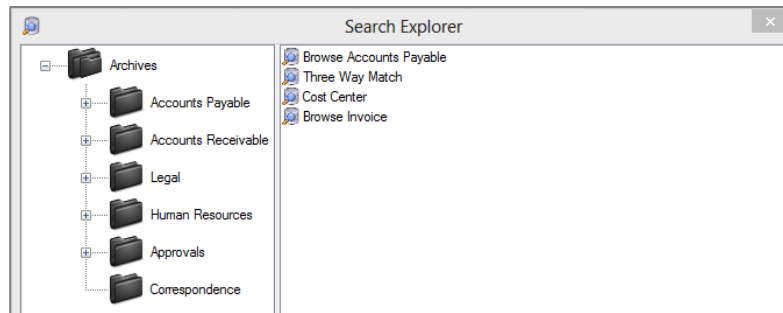 Search Explorer
Archives
Accounts Payable
Accounts Receivable
Legal
Human Resources
Approvals
Correspondence
Browse Accounts Payable
Three Way Match
Cost Center
Browse Invoice